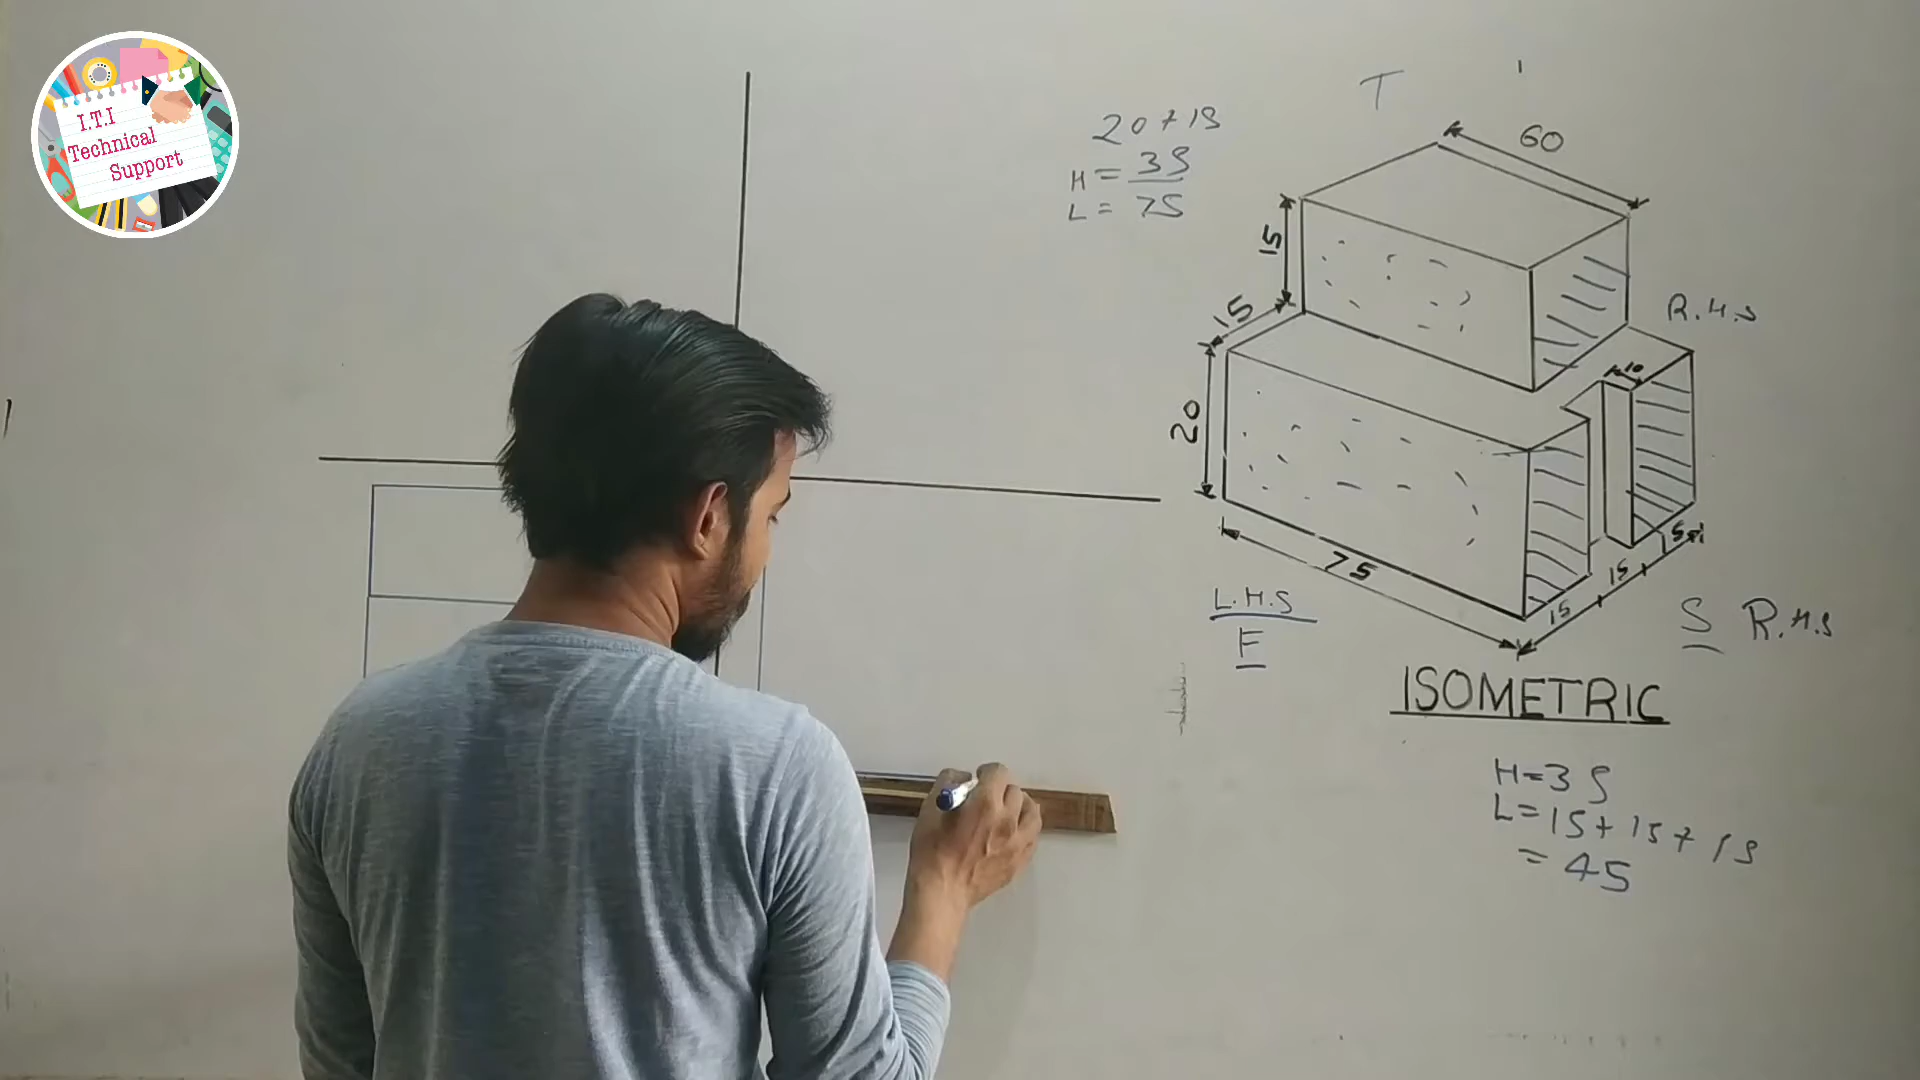 I.T.I
Technical
Support
20+15
H = 35
L = 75
T
60
15
15
20
R.H.S
10
75
15
15
15
L.H.S
F
S R.H.S
ISOMETRIC
H=35
L=15+15+15
= 45